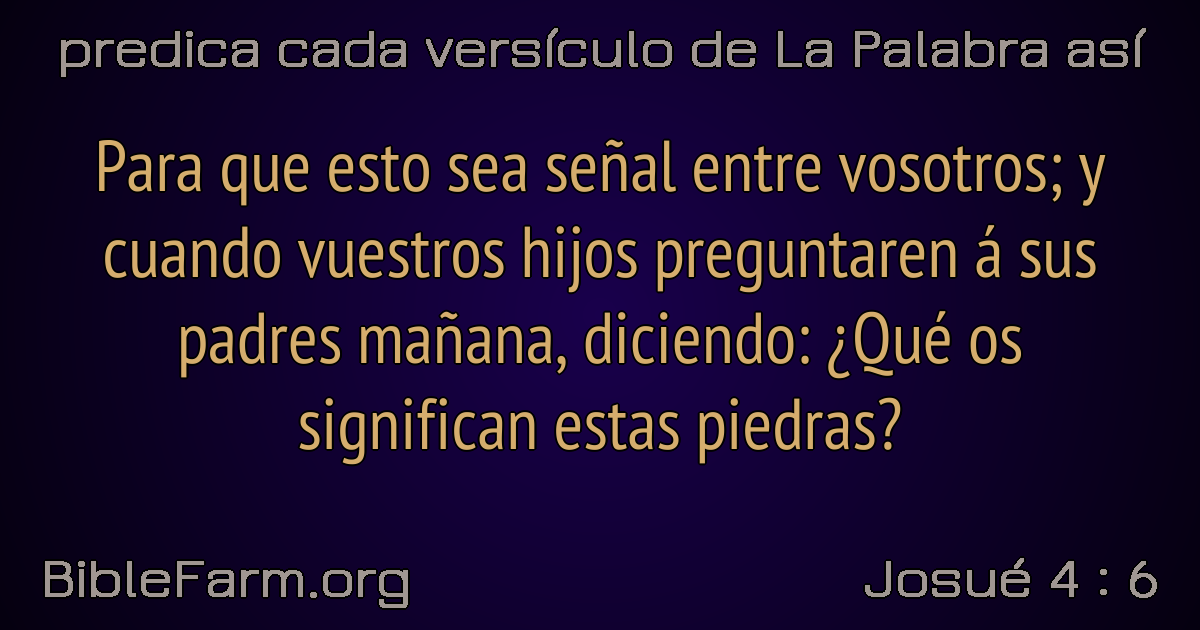 predica cada versículo de La Palabra así
Para que esto sea señal entre vosotros; y
cuando vuestros hijos preguntaren á sus
padres mañana, diciendo: ¿Qué os
significan estas piedras?
BibleFarm.org
Josué 4 : 6